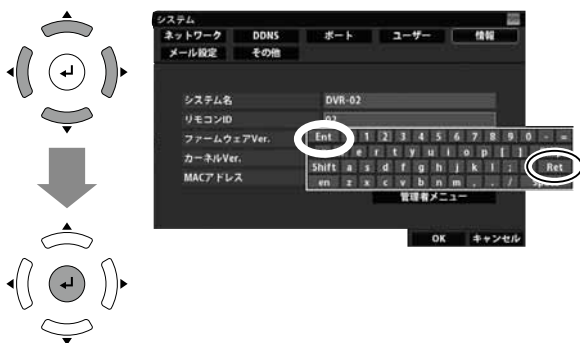 システム
ネットワーク DDNS ポート ユーザー 情報
メール設定 その他
システム名 DVR-02
リモコンID 02
ファームウェアVer.
カーネルVer.
MACアドレス
Ent 1 2 3 4 5 6 7 8 9 0 - =
e r t y u i o p [ ]
Shift a s d f g h j k l ; Ret
en z x c v b n m , . /
管理者メニュー
OK キャンセル